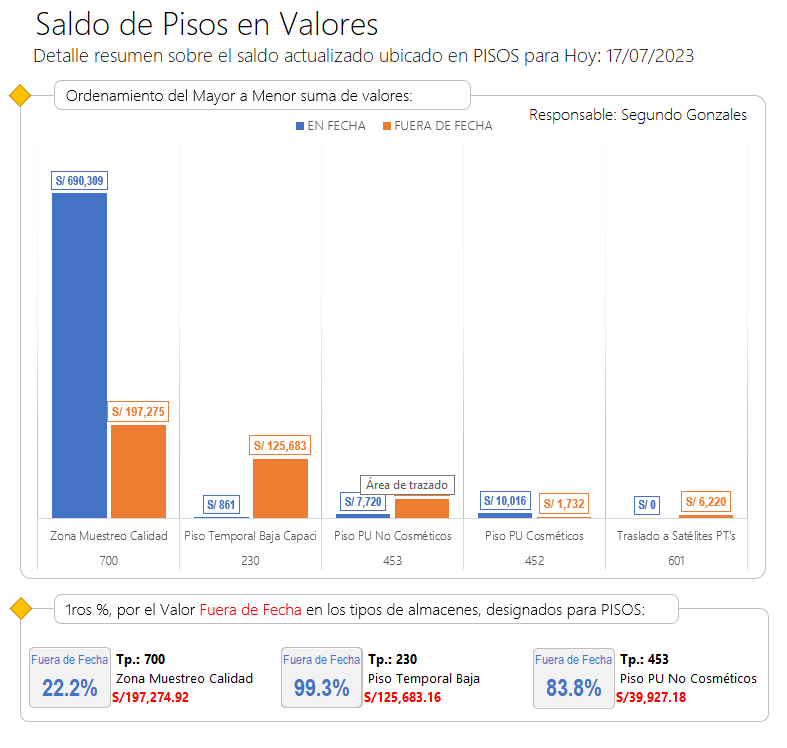 Saldo de Pisos en Valores
Detalle resumen sobre el saldo actualizado ubicado en PISOS para Hoy: 17/07/2023
Ordenamiento del Mayor a Menor suma de valores:
Responsable: Segundo Gonzales
EN FECHA FUERA DE FECHA
S/ 690,309
S/ 197,275
S/ 861
S/ 125,683
S/ 7,720
Área de trazado
S/ 10,016
S/ 1,732
S/ 0
S/ 6,220
Zona Muestreo Calidad
Piso Temporal Baja Capaci
Piso PU No Cosméticos
Piso PU Cosméticos
Traslado a Satélites PT's
700
230
453
452
601
1ros %, por el Valor Fuera de Fecha en los tipos de almacenes, designados para PISOS:
Fuera de Fecha
22.2%
Tp.: 700
Zona Muestreo Calidad
S/197,274.92
Fuera de Fecha
99.3%
Tp.: 230
Piso Temporal Baja
S/125,683.16
Fuera de Fecha
83.8%
Tp.: 453
Piso PU No Cosméticos
S/39,927.18